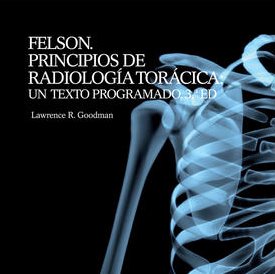 FELSON.
PRINCIPIOS DE
RADIOLOGÍA TORÁCICA.
UN TEXTO PROGRAMADO. 3.ª ED
Lawrence R. Goodman